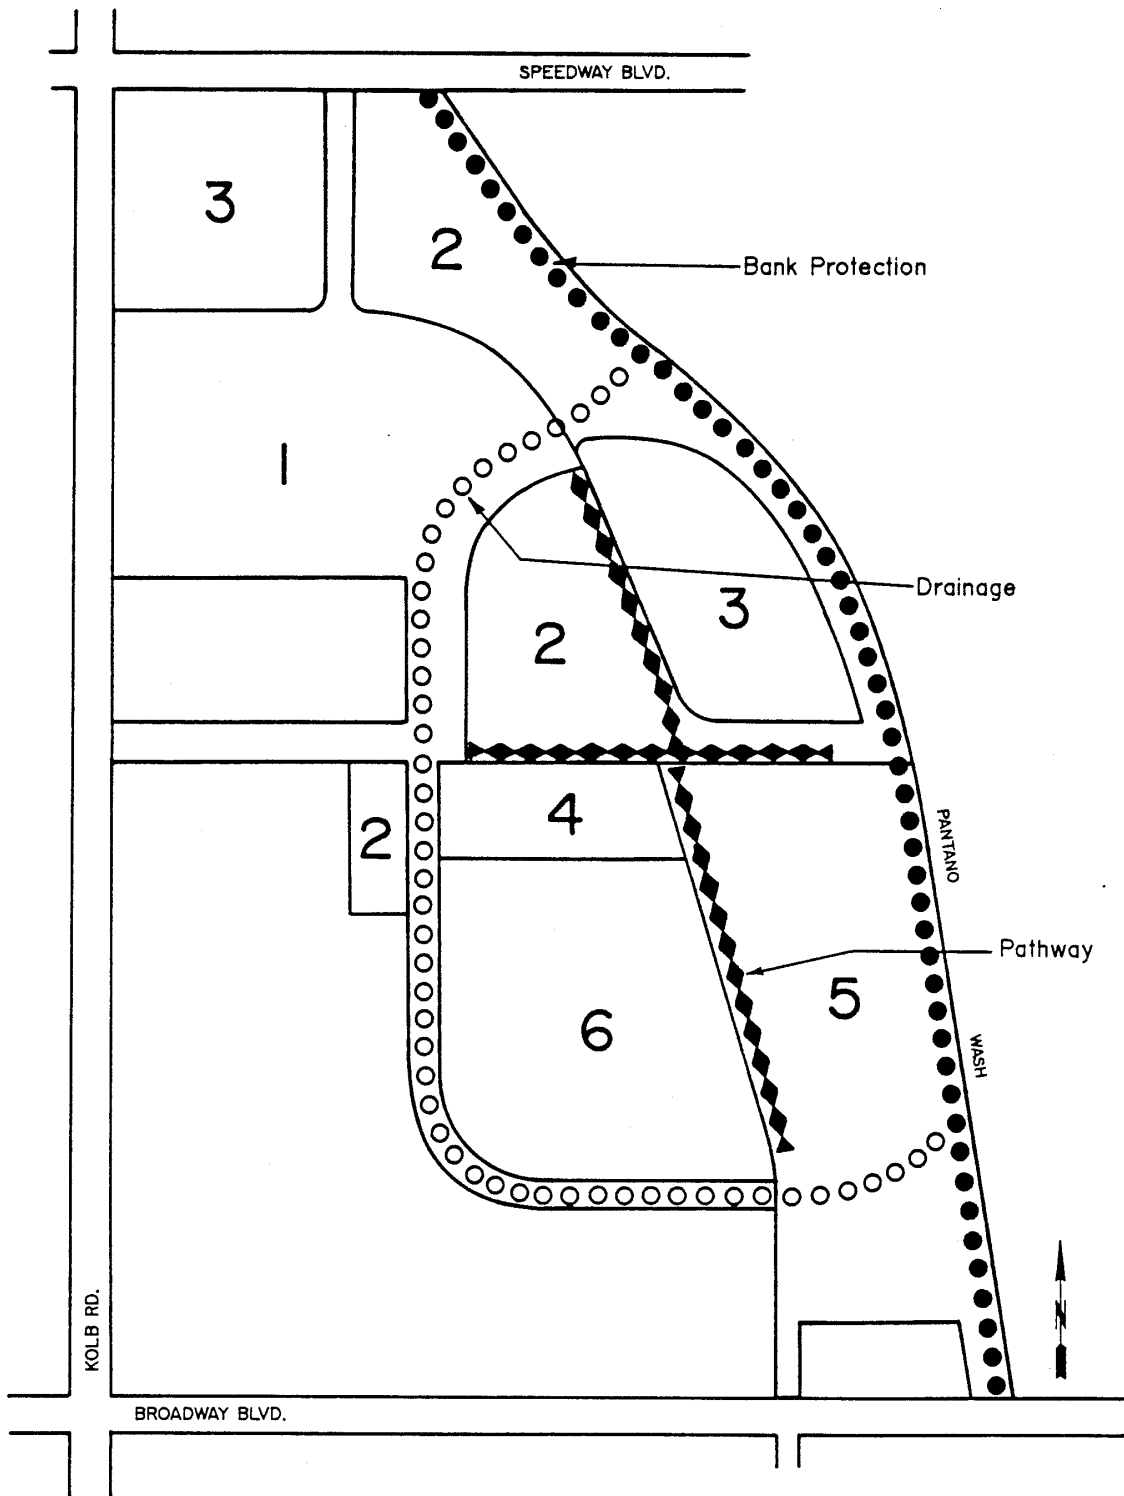 SPEEDWAY BLVD.
3
2
Bank Protection
1
Drainage
3
2
4
2
PANTANO
Pathway
5
6
WASH
N
KOLB RD.
BROADWAY BLVD.